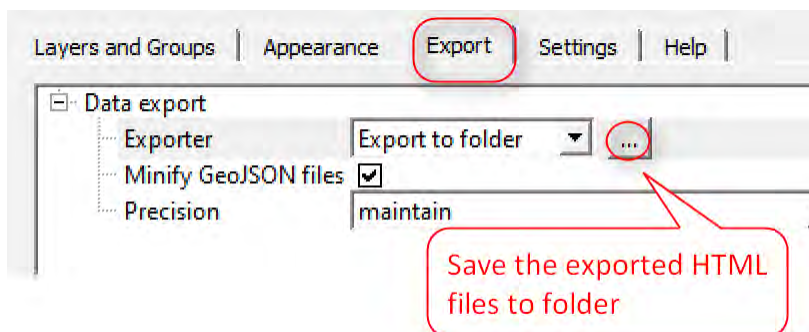 Layers and Groups | Appearance Export Settings | Help |
Data export
Exporter Export to folder ...
Minify GeoJSON files
Precision maintain
Save the exported HTML
files to folder